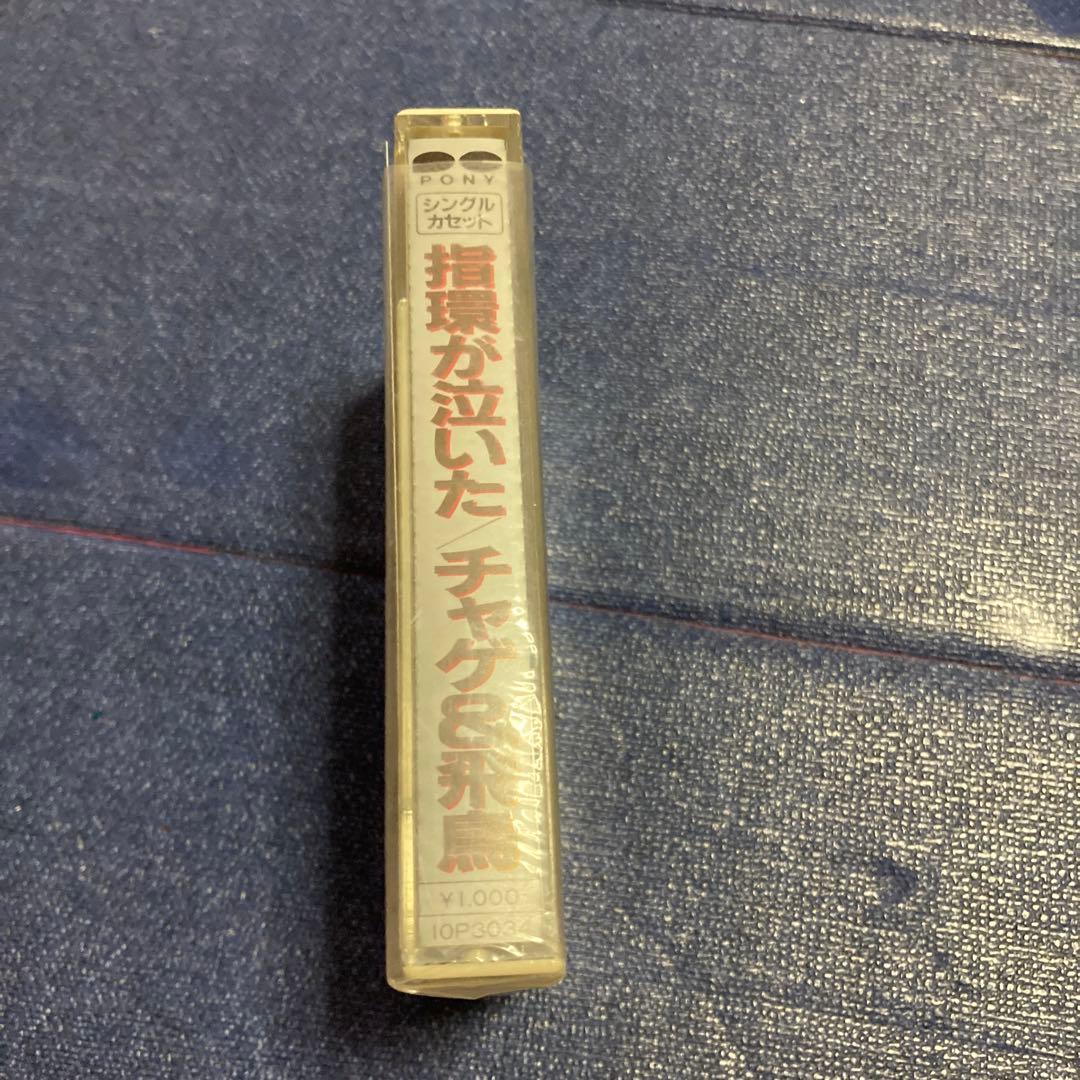 PONY
シングル
カセット
指環が泣いた/チャゲ&飛鳥
¥1,000
10P3034